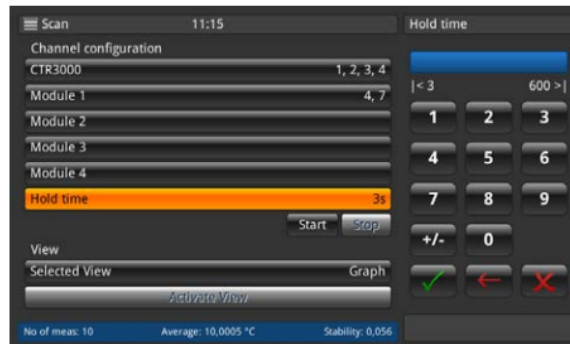 Scan 11:15 Hold time
Channel configuration
CTR3000 1, 2, 3, 4
|< 3 600 >|
Module 1 4, 7
Module 2
Module 3
Module 4
Hold time 3s
Start Stop
View
Selected View Graph
Activate View
No of meas: 10 Average: 10,0005 °C Stability: 0,056
1 2 3
4 5 6
7 8 9
+/- 0